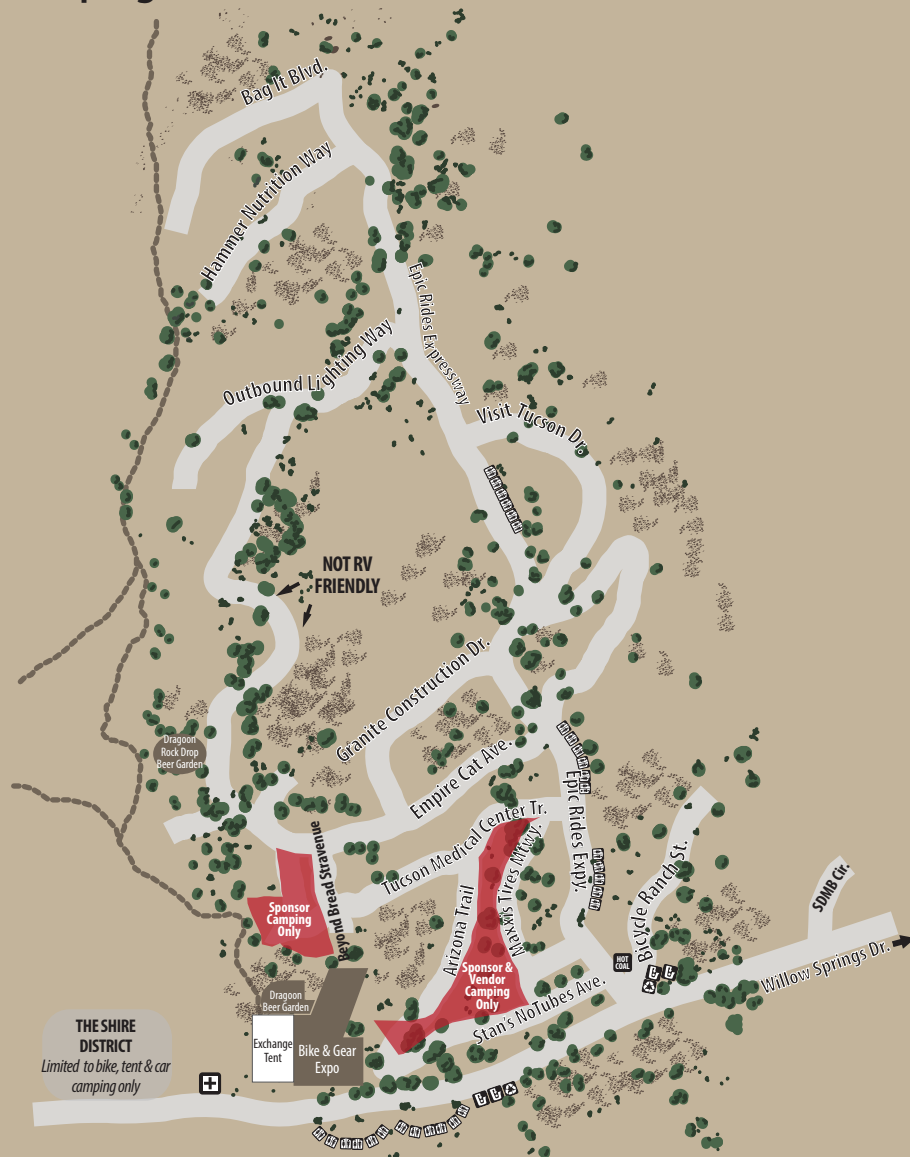 Bag It Blvd.
Hammer Nutrition Way
Epic Rides Expressway
Outbound Lighting Way
Visit Tucson Dr.
NOT RV
FRIENDLY
Granite Construction Dr.
Dragoon
Rock Drop
Beer Garden
Empire Cat Ave.
Epic Rides Expy.
Tucson Medical Center Tr.
Beyond Bread Stravenue
Maxxis Tires Mtwy.
Arizona Trail
Bicycle Ranch St.
SDMB Cir.
Sponsor
Camping
Only
HOT
COAL
Sponsor &
Vendor
Camping
Only
Willow Springs Dr.
Stan's NoTubes Ave.
Dragoon
Beer Garden
Exchange
Tent
Bike & Gear
Expo
THE SHIRE
DISTRICT
Limited to bike, tent & car
camping only